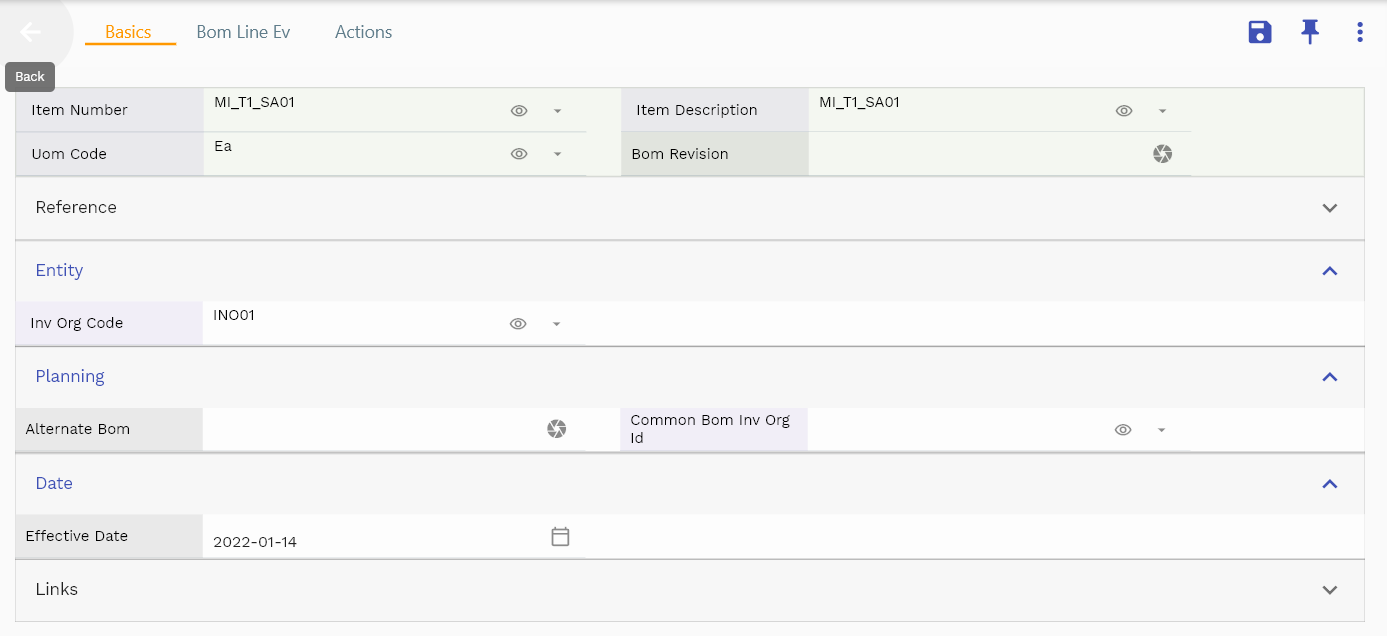 Basics Bom Line Ev Actions
Back
Item Number MI_T1_SA01 Item Description MI_T1_SA01
Uom Code Ea Bom Revision
Reference
Entity
Inv Org Code INO01
Planning
Alternate Bom Common Bom Inv Org
Id
Date
Effective Date 2022-01-14
Links